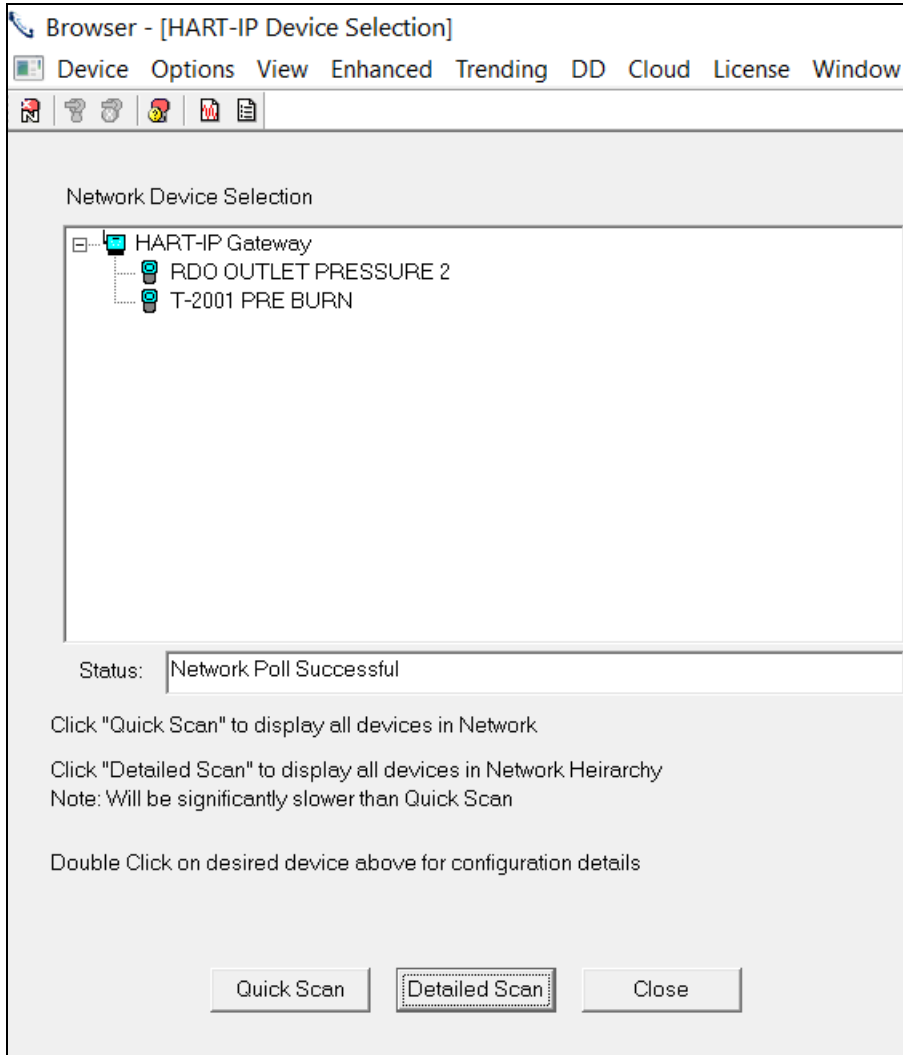 Browser - [HART-IP Device Selection]
Device Options View Enhanced Trending DD Cloud License Window
Network Device Selection
HART-IP Gateway
RDO OUTLET PRESSURE 2
T-2001 PRE BURN
Status: Network Poll Successful
Click "Quick Scan" to display all devices in Network
Click "Detailed Scan" to display all devices in Network Heirarchy
Note: Will be significantly slower than Quick Scan
Double Click on desired device above for configuration details
Quick Scan Detailed Scan Close